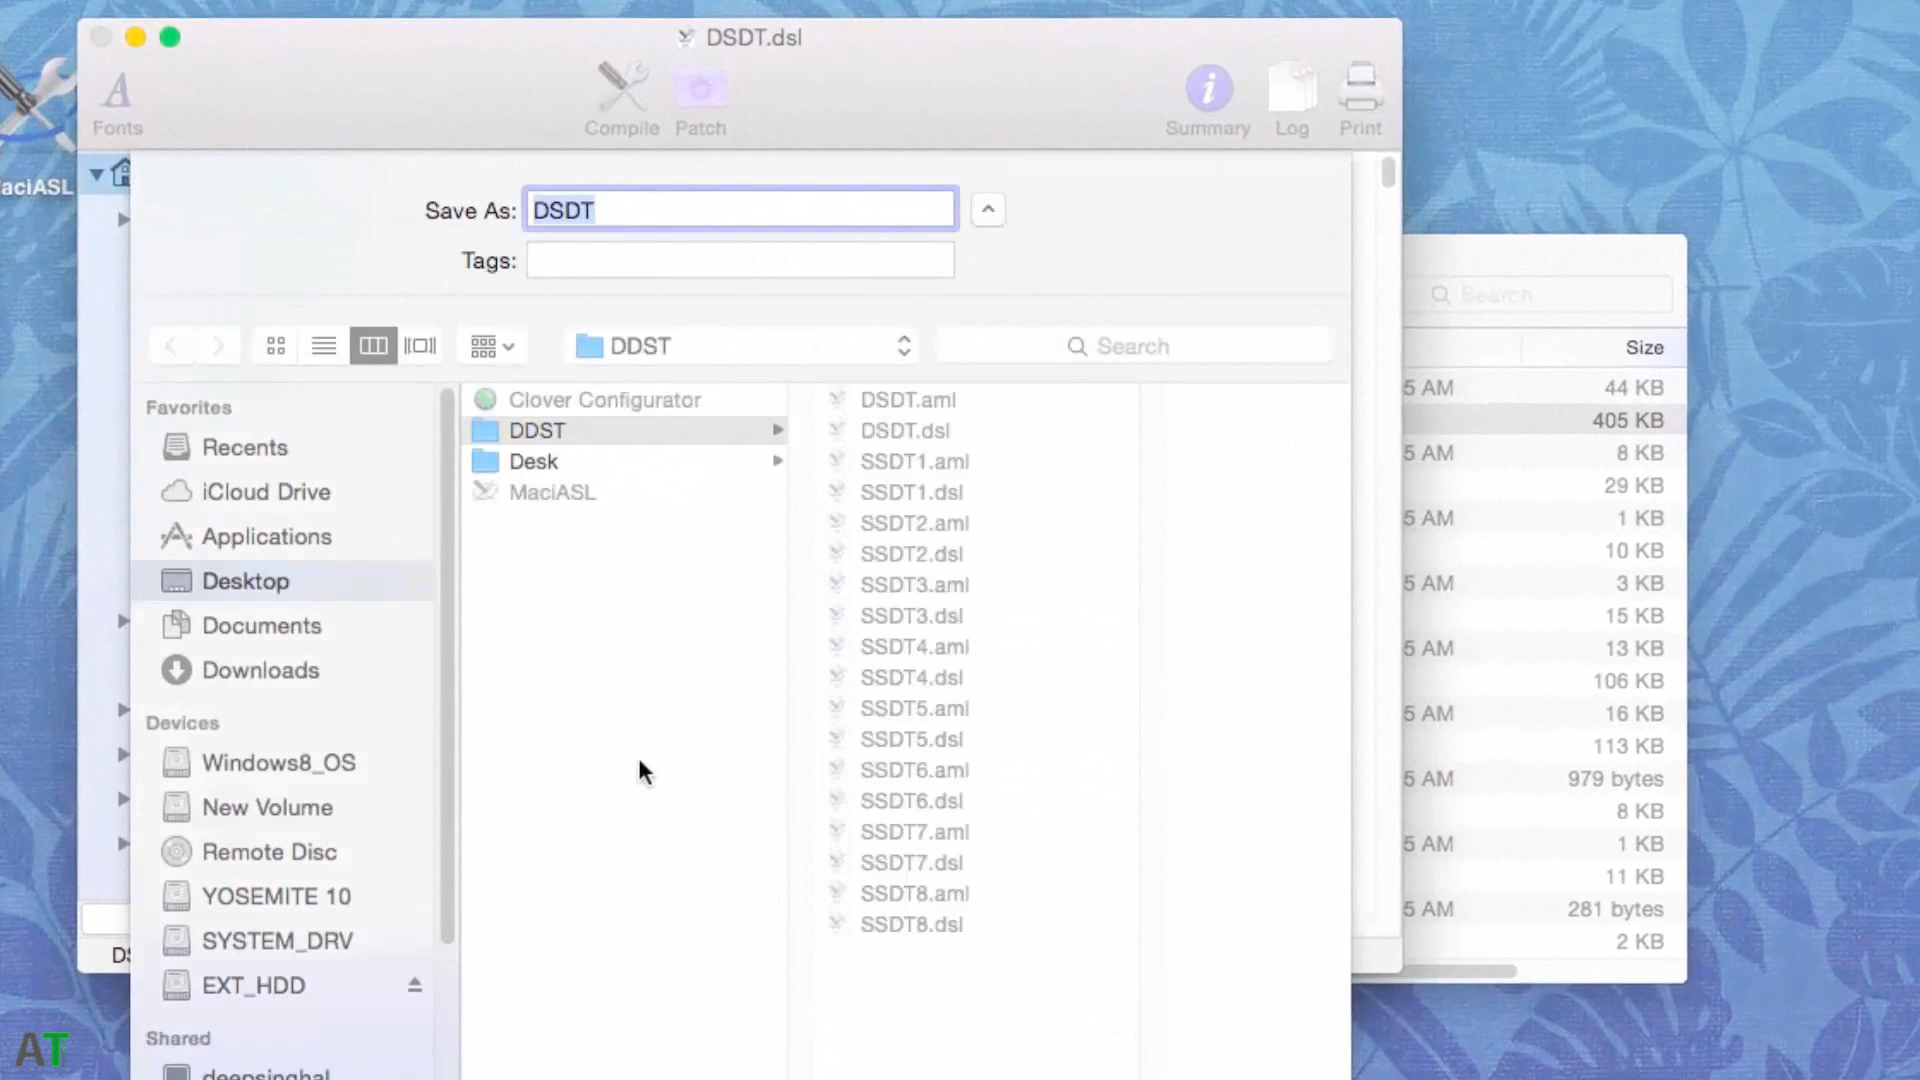 DSDT.dsl
Fonts
Compile
Patch
Summary
Log
Print
aciASL
Save As: DSDT
Tags:
DDST
Search
Search
Size
Favorites
Recents
iCloud Drive
Applications
Desktop
Documents
Downloads
Devices
Windows8_OS
New Volume
Remote Disc
YOSEMITE 10
SYSTEM_DRV
EXT_HDD
Shared
deepsinghal
Clover Configurator
DDST
Desk
MaciASL
DSDT.aml
DSDT.dsl
SSDT1.aml
SSDT1.dsl
SSDT2.aml
SSDT2.dsl
SSDT3.aml
SSDT3.dsl
SSDT4.aml
SSDT4.dsl
SSDT5.aml
SSDT5.dsl
SSDT6.aml
SSDT6.dsl
SSDT7.aml
SSDT7.dsl
SSDT8.aml
SSDT8.dsl
5 AM 44 KB
405 KB
5 AM 8 KB
29 KB
5 AM 1 KB
10 KB
5 AM 3 KB
15 KB
5 AM 13 KB
106 KB
5 AM 16 KB
113 KB
5 AM 979 bytes
8 KB
5 AM 1 KB
11 KB
5 AM 281 bytes
2 KB
DS
AT